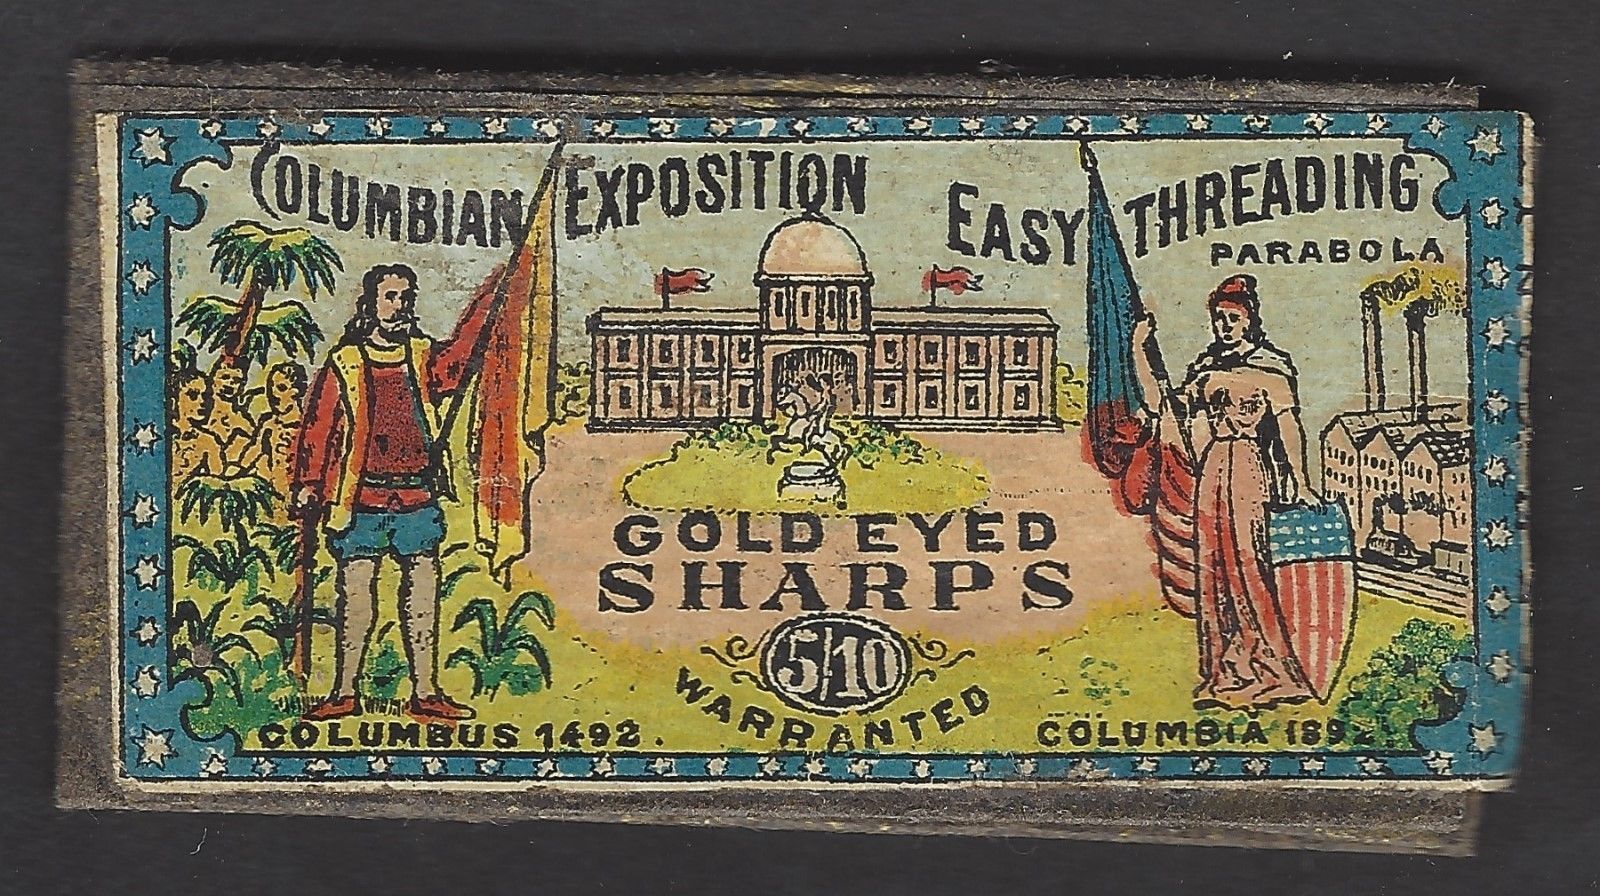 COLUMBIAN EXPOSITION EASY THREADING
PARABOLA
GOLD EYED
SHARPS
5/10
WARRANTED
COLUMBUS 1492.
COLUMBIA 1892.